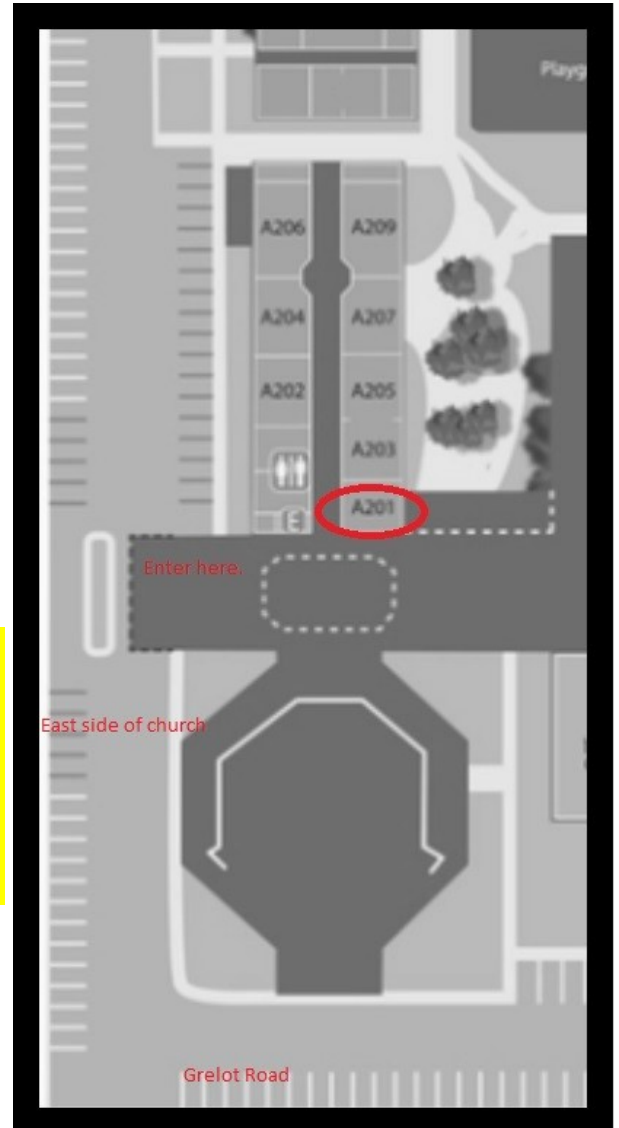 Playg
A206 A209
A204 A207
A202 A205
A203
A201
Enter here.
East side of church
Grelot Road